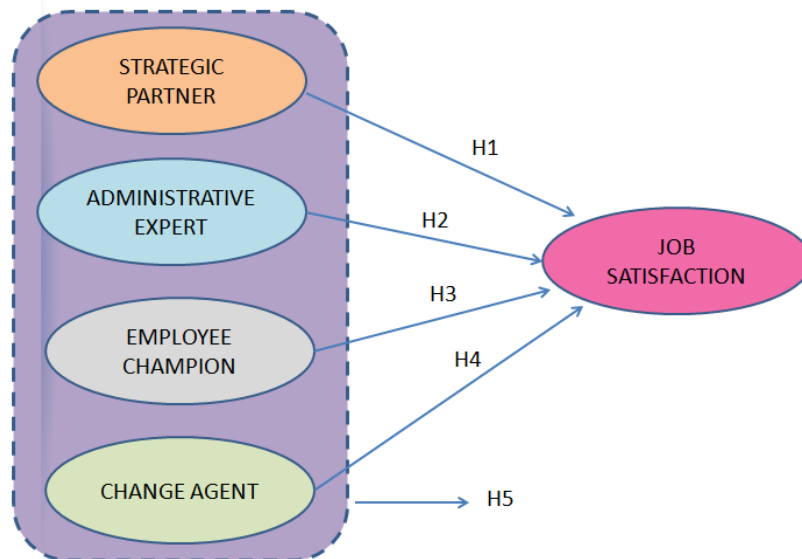 STRATEGIC
PARTNER
H1
ADMINISTRATIVE
EXPERT
H2
JOB
SATISFACTION
H3
EMPLOYEE
CHAMPION
H4
CHANGE AGENT
H5